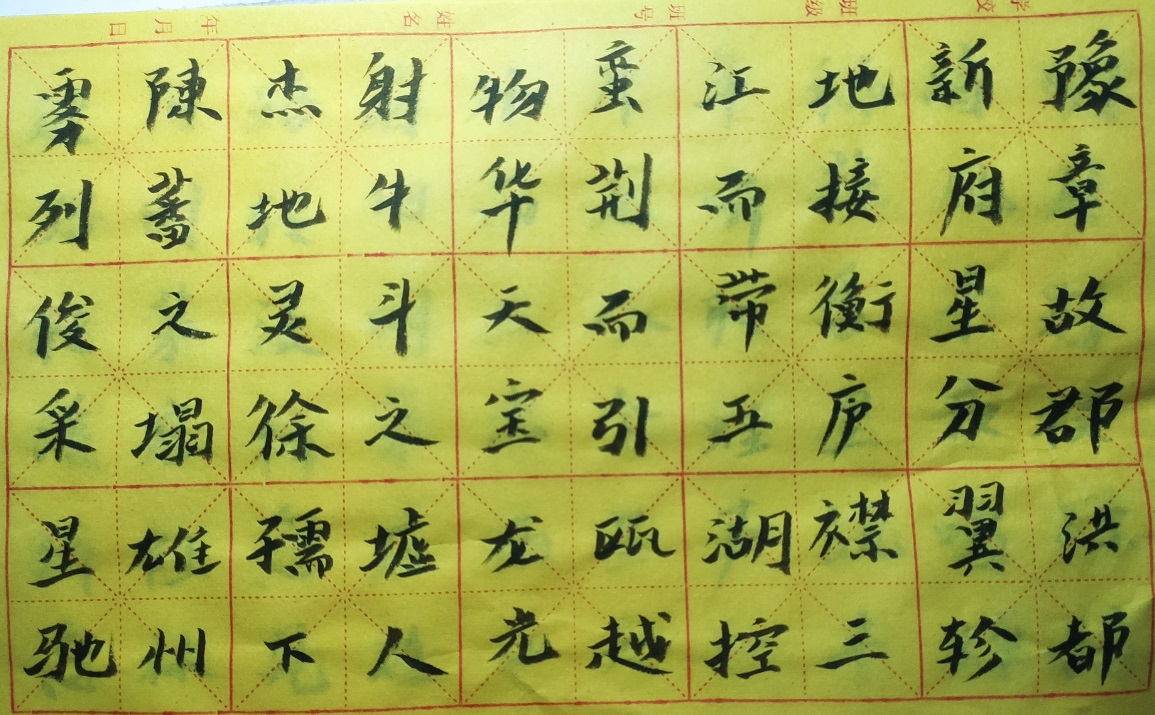 学校 班级 班号 姓名 年 月 日
豫章故郡洪都
新府星分翼轸
地接衡庐襟三
江而带五湖控
蛮荆而引瓯越
物华天宝龙光
射牛斗之墟人
杰地灵徐孺下
陳蕃之塌雄州
雾列俊采星驰